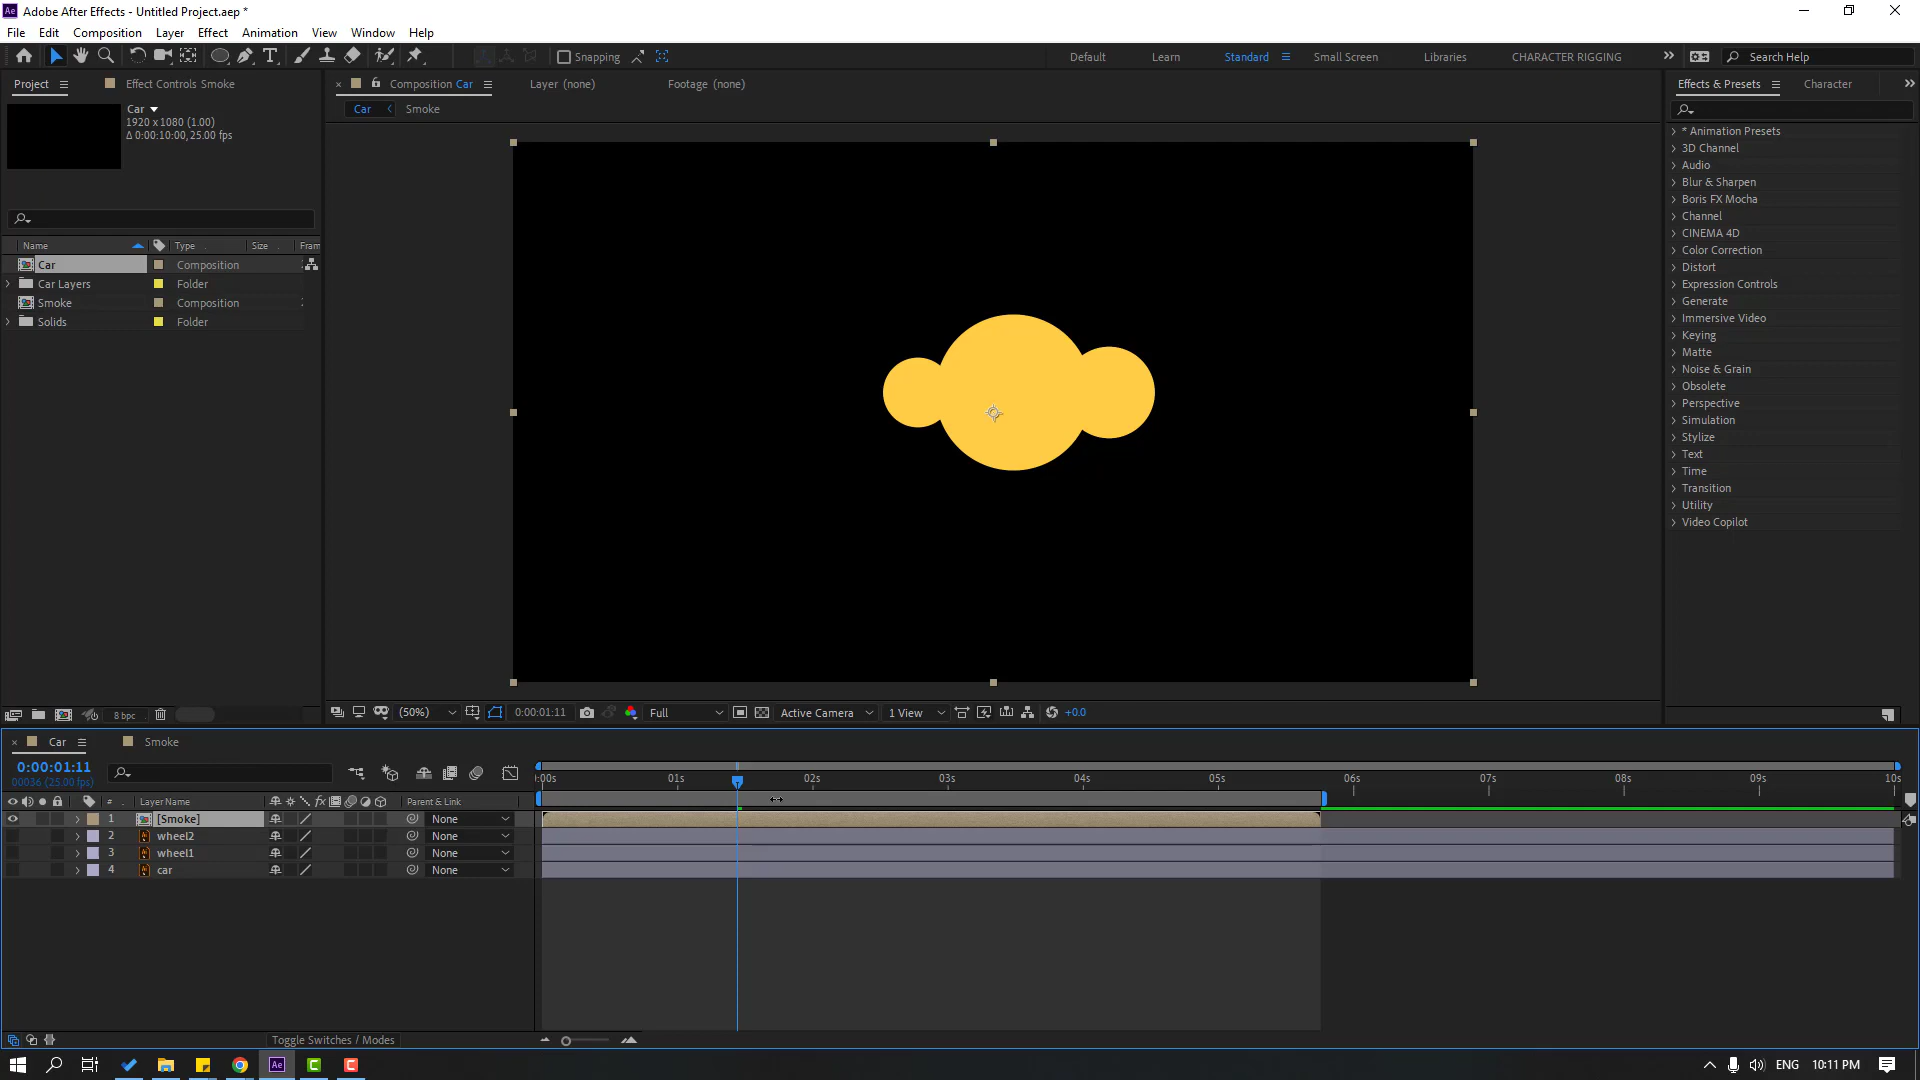 Adobe After Effects - Untitled Project.aep *
File Edit Composition Layer Effect Animation View Window Help
Snapping
Default Learn Standard Small Screen Libraries CHARACTER RIGGING
Search Help
Project Effect Controls Smoke
Composition Car Layer (none) Footage (none)
Effects & Presets Character
Car
1920 x 1080 (1.00)
Δ 0:00:10:00, 25.00 fps
Car Smoke
Name Type Size Fram
Car Composition
Car Layers Folder
Smoke Composition
Solids Folder
* Animation Presets
3D Channel
Audio
Blur & Sharpen
Boris FX Mocha
Channel
CINEMA 4D
Color Correction
Distort
Expression Controls
Generate
Immersive Video
Keying
Matte
Noise & Grain
Obsolete
Perspective
Simulation
Stylize
Text
Time
Transition
Utility
Video Copilot
8 bpc
(50%) 0:00:01:11 Full Active Camera 1 View +0.0
Car Smoke
0:00:01:11
00036 (25.00 fps)
:00s 01s 02s 03s 04s 05s 06s 07s 08s 09s 10s
# Layer Name fx Parent & Link
1 [Smoke] None
2 wheel2 None
3 wheel1 None
4 car None
Toggle Switches / Modes
ENG 10:11 PM